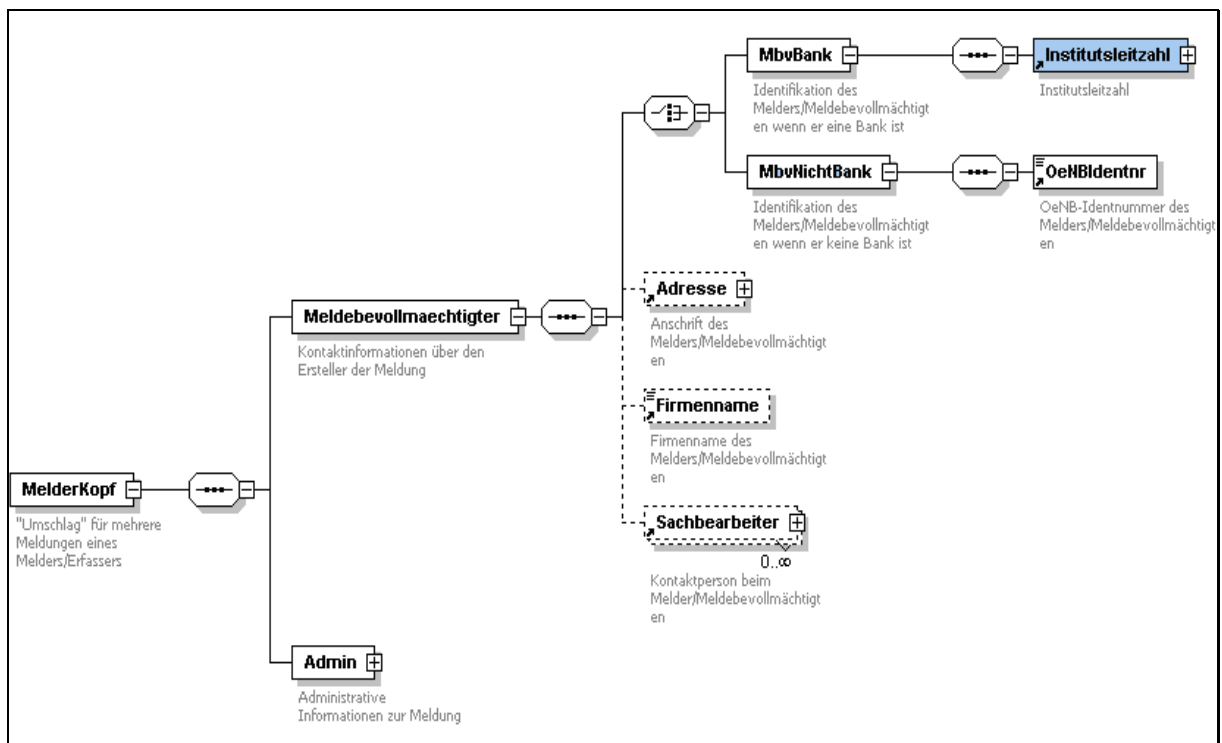 MbvBank
Identifikation des
Melders/Meldebevollmächtigt
en wenn er eine Bank ist
Institutsleitzahl
Institutsleitzahl
MbvNichtBank
Identifikation des
Melders/Meldebevollmächtigt
en wenn er keine Bank ist
OeNBIdentnr
OeNB-Identnummer des
Melders/Meldebevollmächtigt
en
Adresse
Anschrift des
Melders/Meldebevollmächtigt
en
Meldebevollmaechtigter
Kontaktinformationen über den
Ersteller der Meldung
Firmenname
Firmenname des
Melders/Meldebevollmächtigt
en
MelderKopf
"Umschlag" für mehrere
Meldungen eines
Melders/Erfassers
Sachbearbeiter
0..∞
Kontaktperson beim
Melder/Meldebevollmächtigt
en
Admin
Administrative
Informationen zur Meldung